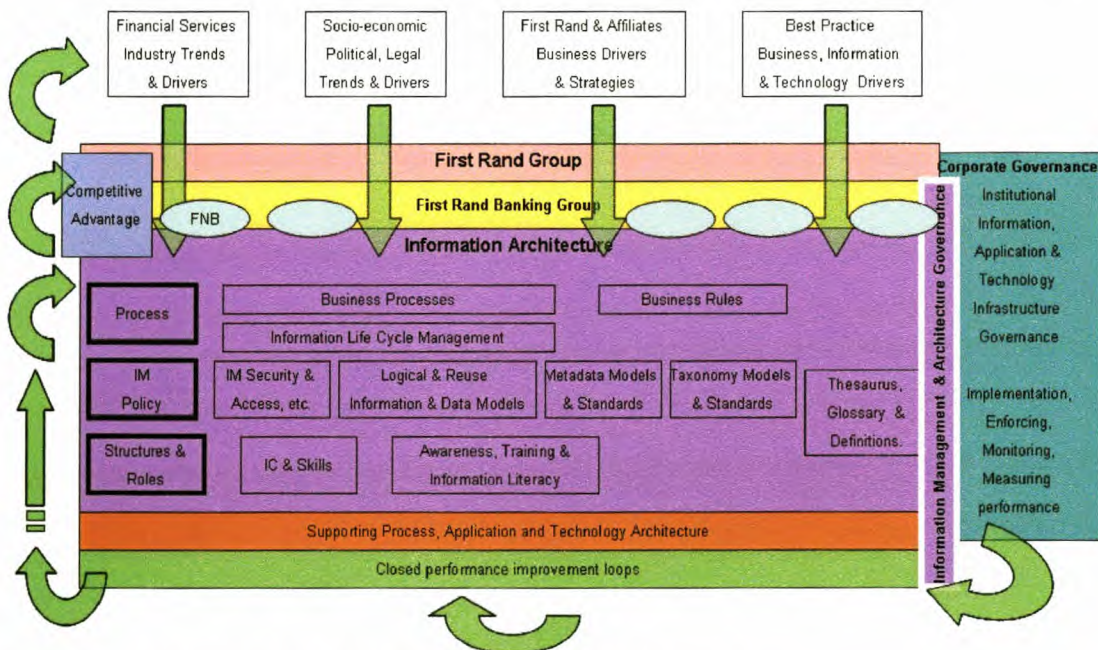 Financial Services
Industry Trends
& Drivers
Socio-economic
Political, Legal
Trends & Drivers
First Rand & Affiliates
Business Drivers
& Strategies
Best Practice
Business, Information
& Technology Drivers
First Rand Group
Competitive
Advantage
First Rand Banking Group
FNB
Information Architecture
Process
Business Processes
Business Rules
Information Life Cycle Management
IM
Policy
IM Security &
Access, etc.
Logical & Reuse
Information & Data Models
Metadata Models
& Standards
Taxonomy Models
& Standards
Thesaurus,
Glossary &
Definitions.
Structures &
Roles
IC & Skills
Awareness, Training &
Information Literacy
Supporting Process, Application and Technology Architecture
Closed performance improvement loops
Information Management & Architecture Governance
Corporate Governance
Institutional
Information,
Application &
Technology
Infrastructure
Governance
Implementation,
Enforcing,
Monitoring,
Measuring
performance